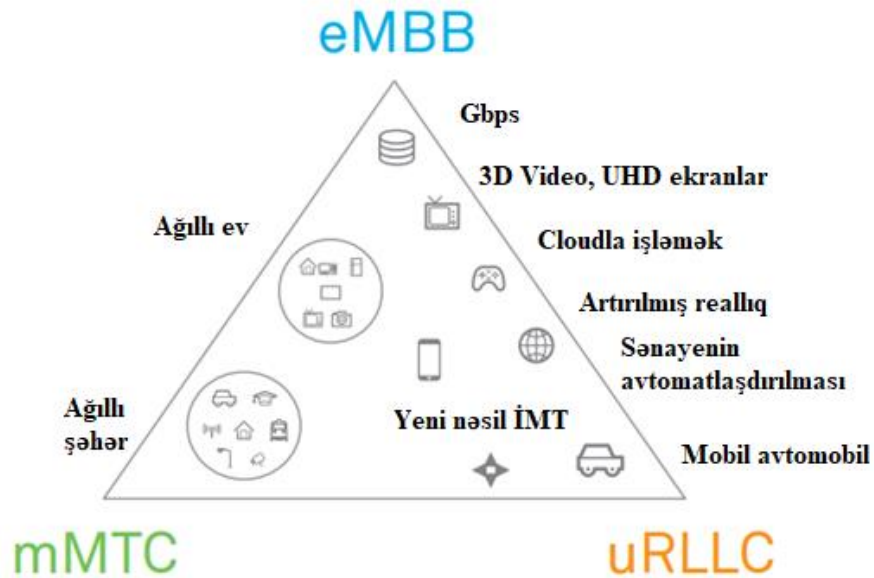 eMBB
Gbps
3D Video, UHD ekranlar
Ağıllı ev
Cloudla işləmək
Artırılmış reallıq
Sənayenin
avtomatlaşdırılması
Ağıllı
şəhər
Yeni nəsil İMT
Mobil avtomobil
mMTC
uRLLC